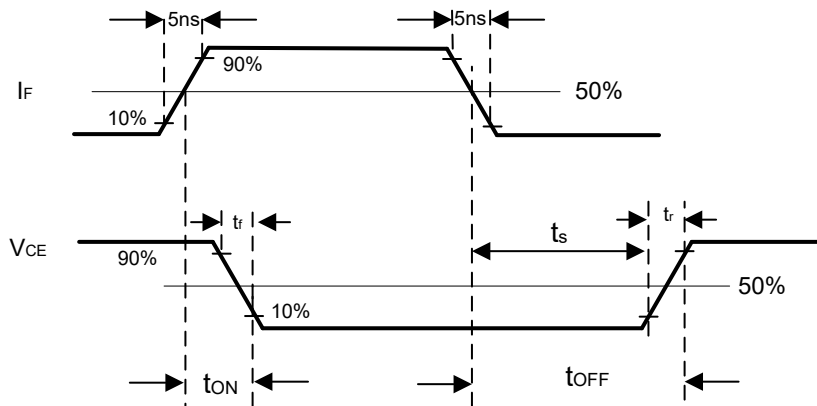 5ns 5ns
90%
IF 50%
10%
tf tr
VCE ts
90%
50%
10%
tON tOFF